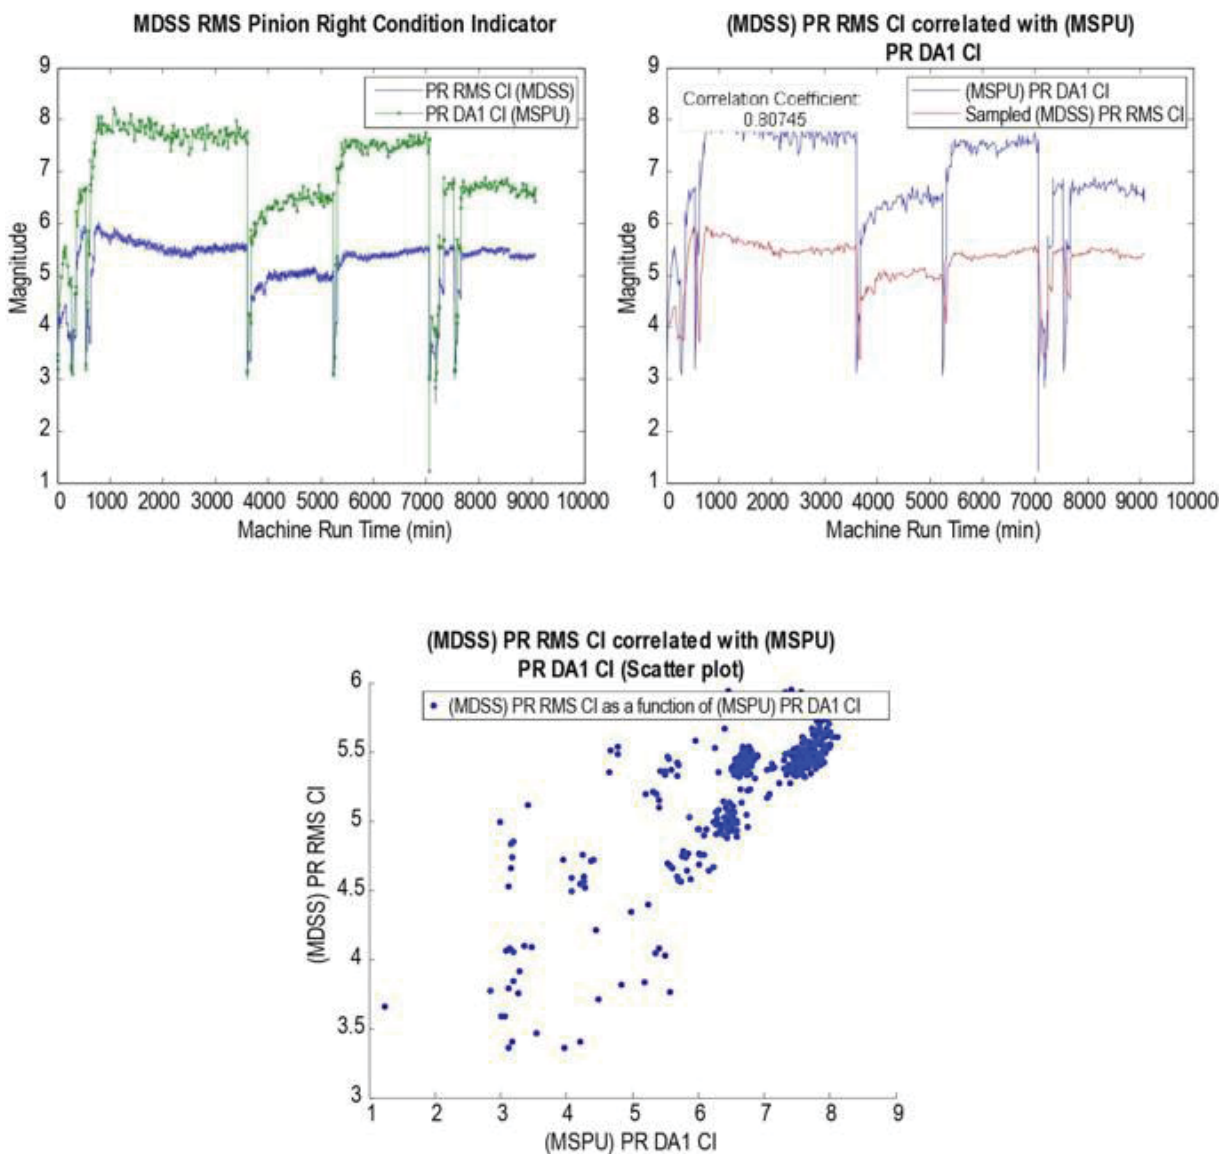 MDSS RMS Pinion Right Condition Indicator
9
8
7
6
5
4
3
2
1
Magnitude
PR RMS CI (MDSS)
PR DA1 CI (MSPU)
0 1000 2000 3000 4000 5000 6000 7000 8000 9000 10000
Machine Run Time (min)
(MDSS) PR RMS CI correlated with (MSPU)
PR DA1 CI
9
8
7
6
5
4
3
2
1
Magnitude
Correlation Coefficient:
0.80745
(MSPU) PR DA1 CI
Sampled (MDSS) PR RMS CI
0 1000 2000 3000 4000 5000 6000 7000 8000 9000 10000
Machine Run Time (min)
(MDSS) PR RMS CI correlated with (MSPU)
PR DA1 CI (Scatter plot)
6
5.5
5
4.5
4
3.5
3
(MDSS) PR RMS CI
(MDSS) PR RMS CI as a function of (MSPU) PR DA1 CI
1 2 3 4 5 6 7 8 9
(MSPU) PR DA1 CI